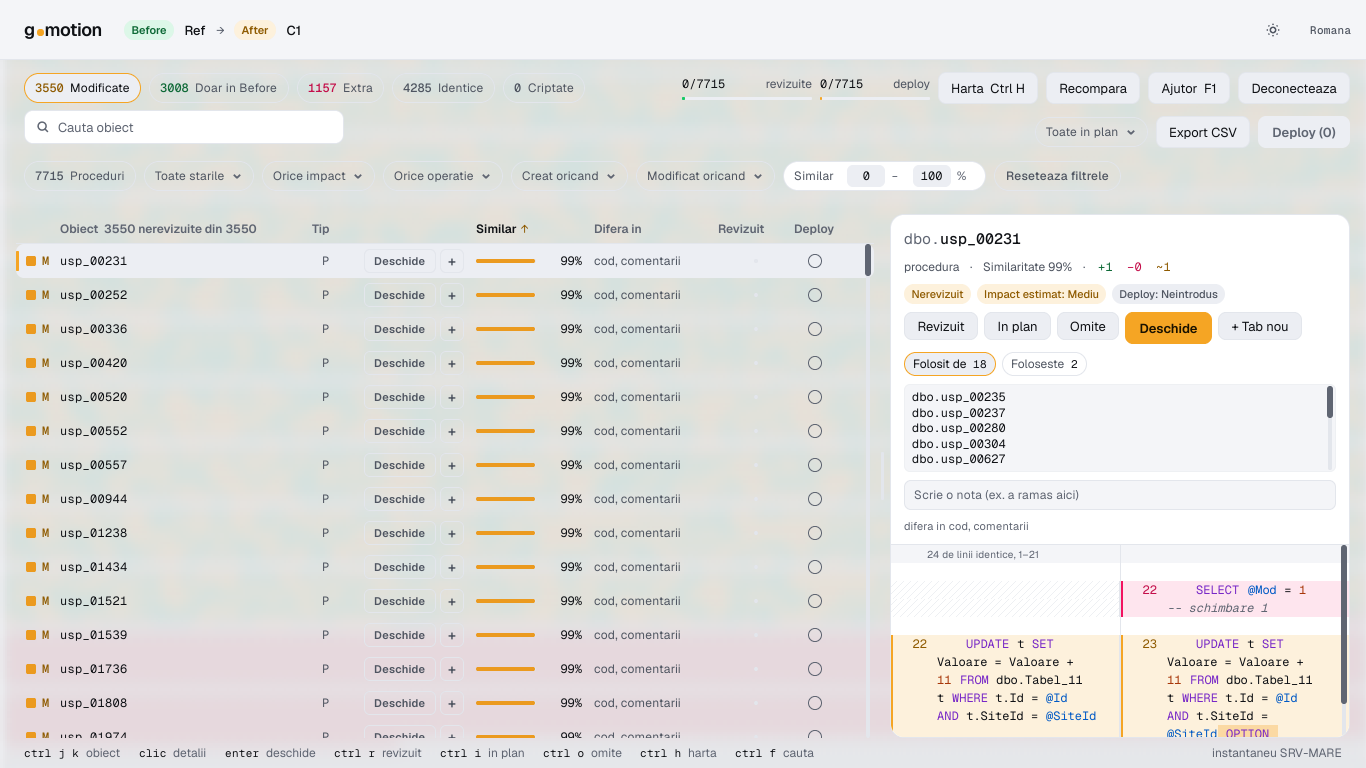 g motion Before Ref → After C1 Romana
3550 Modificate 3008 Doar in Before 1157 Extra 4285 Identice 0 Criptate 0/7715 revizuite 0/7715 deploy Harta Ctrl H Recompara Ajutor F1 Deconecteaza
Cauta obiect Toate in plan Export CSV Deploy (0)
7715 Proceduri Toate starile Orice impact Orice operatie Creat oricand Modificat oricand Similar 0 – 100 % Reseteaza filtrele
Obiect 3550 nerevizuite din 3550 Tip Similar ↑ Difera in Revizuit Deploy
M usp_00231 P Deschide + 99% cod, comentarii
M usp_00252 P Deschide + 99% cod, comentarii
M usp_00336 P Deschide + 99% cod, comentarii
M usp_00420 P Deschide + 99% cod, comentarii
M usp_00520 P Deschide + 99% cod, comentarii
M usp_00552 P Deschide + 99% cod, comentarii
M usp_00557 P Deschide + 99% cod, comentarii
M usp_00944 P Deschide + 99% cod, comentarii
M usp_01238 P Deschide + 99% cod, comentarii
M usp_01434 P Deschide + 99% cod, comentarii
M usp_01521 P Deschide + 99% cod, comentarii
M usp_01539 P Deschide + 99% cod, comentarii
M usp_01736 P Deschide + 99% cod, comentarii
M usp_01808 P Deschide + 99% cod, comentarii
M usp_01974 P Deschide + 99% cod, comentarii
dbo.usp_00231
procedura · Similaritate 99% · +1 −0 ~1
Nerevizuit Impact estimat: Mediu Deploy: Neintrodus
Revizuit In plan Omite Deschide + Tab nou
Folosit de 18 Foloseste 2
dbo.usp_00235
dbo.usp_00237
dbo.usp_00280
dbo.usp_00304
dbo.usp_00627
Scrie o nota (ex. a ramas aici)
difera in cod, comentarii
24 de linii identice, 1–21
22 SELECT @Mod = 1
-- schimbare 1
22 UPDATE t SET
Valoare = Valoare +
11 FROM dbo.Tabel_11
t WHERE t.Id = @Id
AND t.SiteId = @SiteId
23 UPDATE t SET
Valoare = Valoare +
11 FROM dbo.Tabel_11
t WHERE t.Id = @Id
AND t.SiteId =
@SiteId OPTION
ctrl j k obiect clic detalii enter deschide ctrl r revizuit ctrl i in plan ctrl o omite ctrl h harta ctrl f cauta instantaneu SRV-MARE